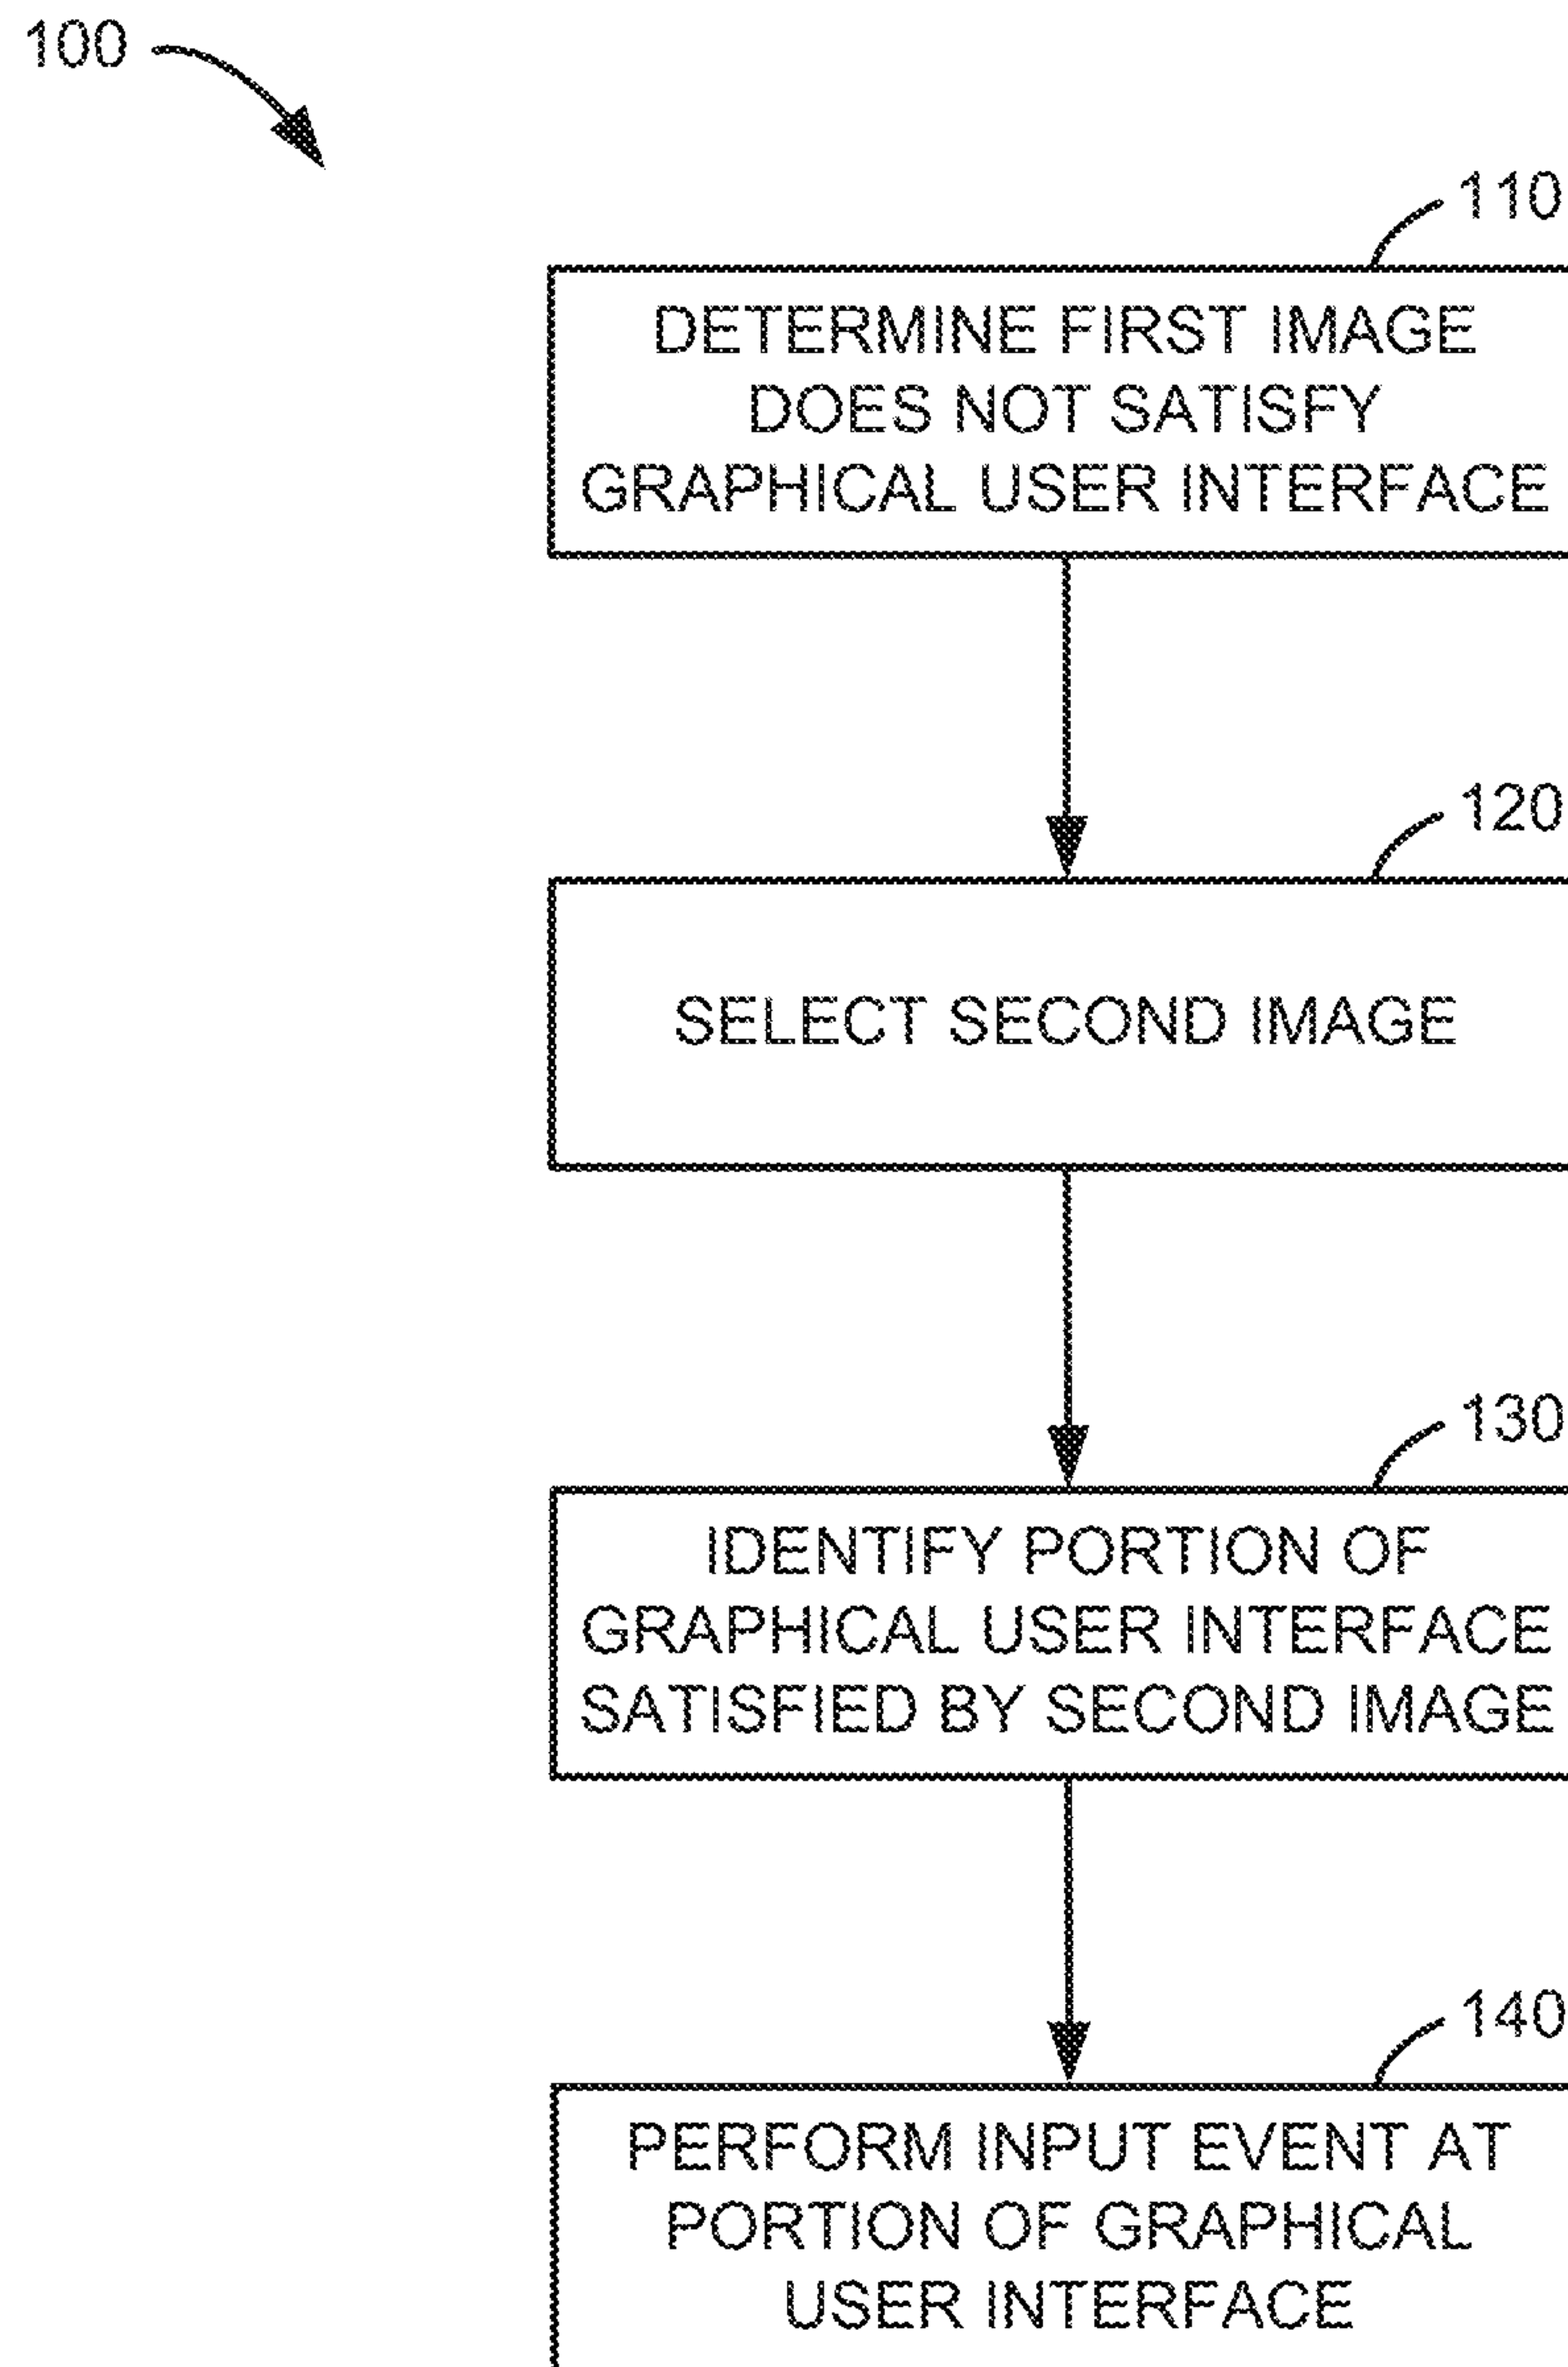 100
110
DETERMINE FIRST IMAGE
DOES NOT SATISFY
GRAPHICAL USER INTERFACE
120
SELECT SECOND IMAGE
130
IDENTIFY PORTION OF
GRAPHICAL USER INTERFACE
SATISFIED BY SECOND IMAGE
140
PERFORM INPUT EVENT AT
PORTION OF GRAPHICAL
USER INTERFACE